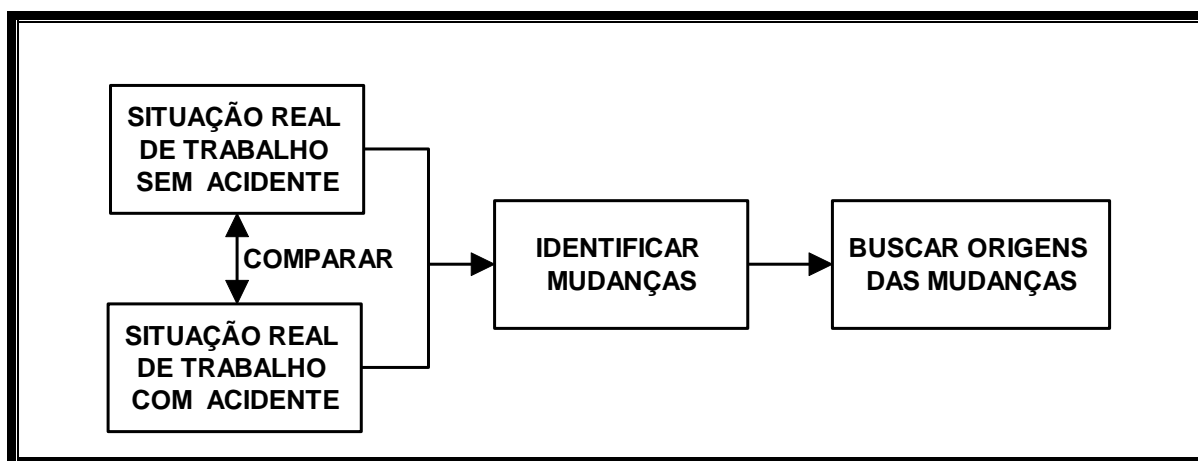 SITUAÇÃO REAL
DE TRABALHO
SEM ACIDENTE
COMPARAR
SITUAÇÃO REAL
DE TRABALHO
COM ACIDENTE
IDENTIFICAR
MUDANÇAS
BUSCAR ORIGENS
DAS MUDANÇAS